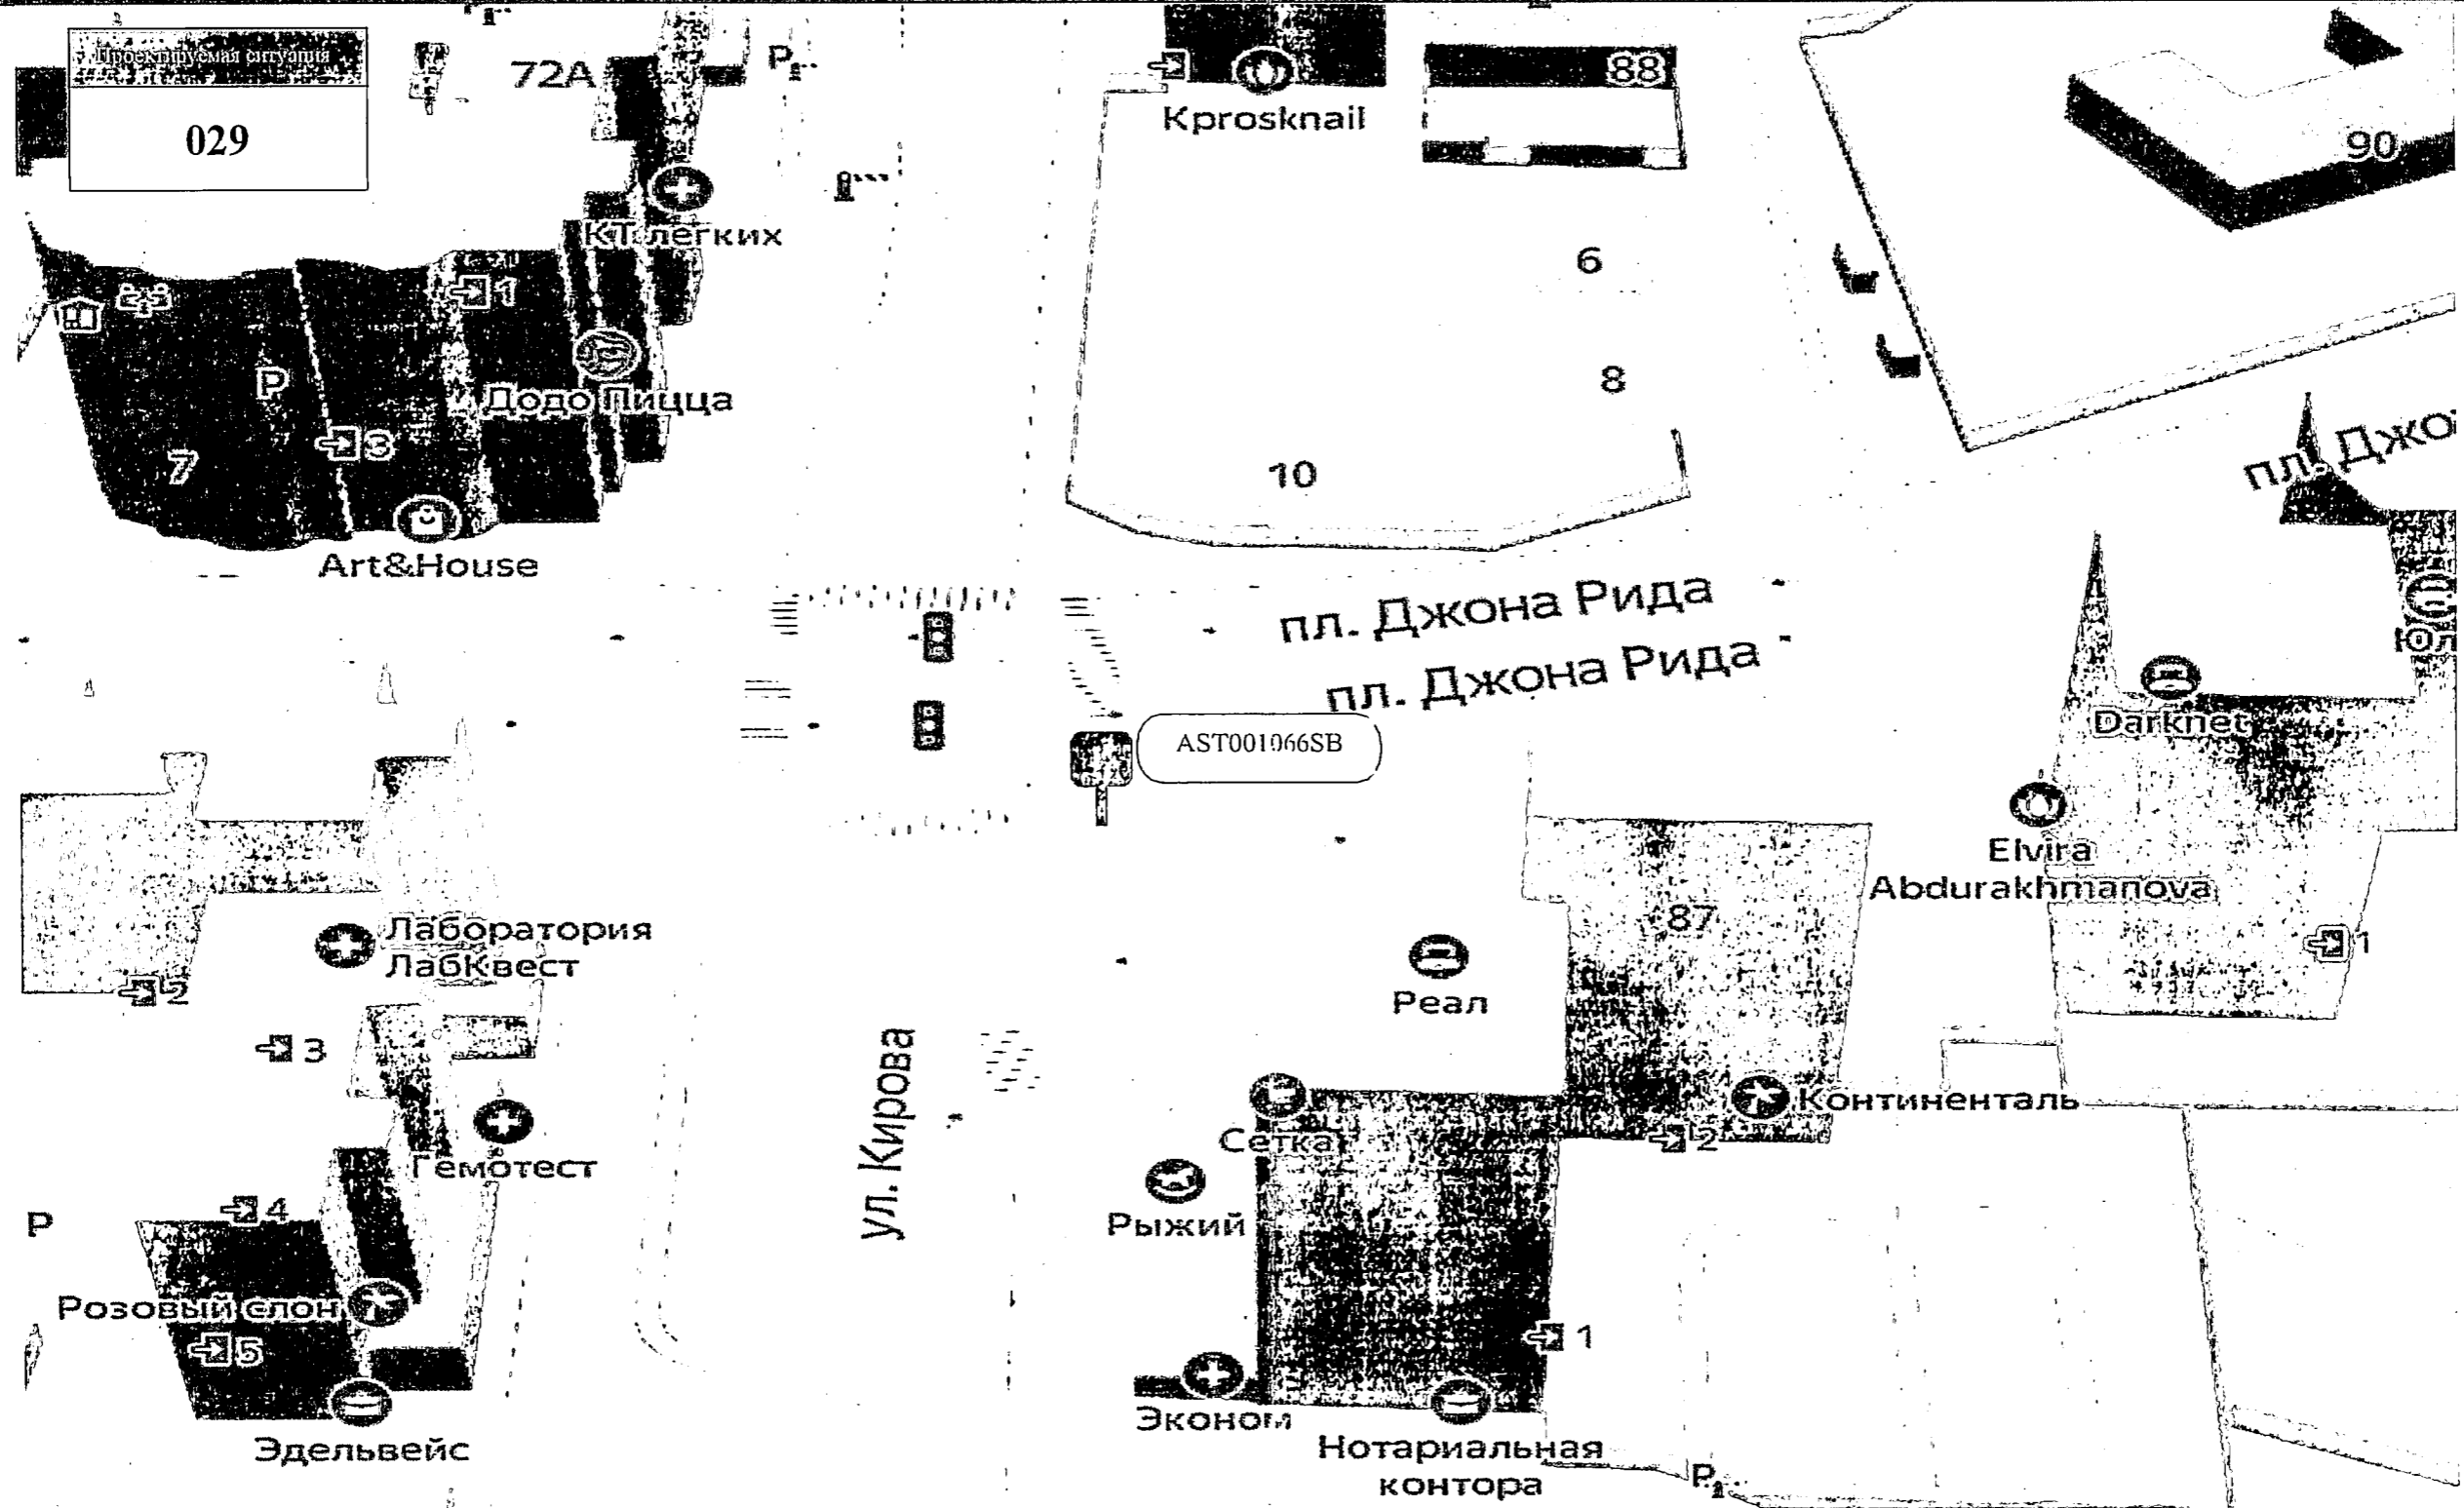 Проектируемая ситуация
029
72А
P
88
Kprosknail
90
КТ легких
6
1
8
P
Додо Пицца
3
7
10
пл. Джо
Art&House
пл. Джона Рида
пл. Джона Рида
Юл
Darknet
AST001066SB
Elvira
Abdurakhmanova
87
Лаборатория
ЛабКвест
1
2
Реал
3
ул. Кирова
Континенталь
Сетка
2
Гемотест
Рыжий
4
P
Розовый слон
5
1
Эконом
Эдельвейс
Нотариальная
контора
P